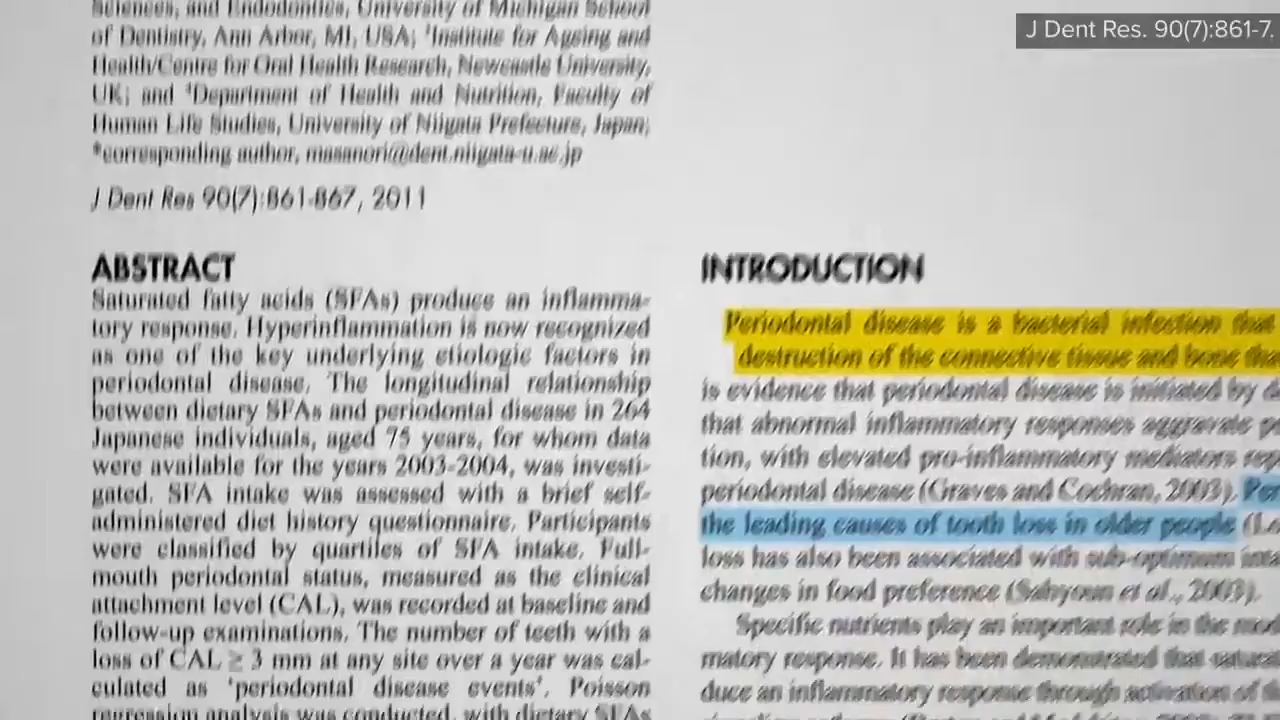 J Dent Res. 90(7):861-7.
Sciences, and Endodontics, University of Michigan School
of Dentistry, Ann Arbor, MI, USA; ³Institute for Ageing and
Health/Centre for Oral Health Research, Newcastle University,
UK; and ⁴Department of Health and Nutrition, Faculty of
Human Life Studies, University of Niigata Prefecture, Japan;
*corresponding author, masanori@dent.niigata-u.ac.jp
J Dent Res 90(7):861-867, 2011
ABSTRACT
Saturated fatty acids (SFAs) produce an inflamma-
tory response. Hyperinflammation is now recognized
as one of the key underlying etiologic factors in
periodontal disease. The longitudinal relationship
between dietary SFAs and periodontal disease in 264
Japanese individuals, aged 75 years, for whom data
were available for the years 2003-2004, was investi-
gated. SFA intake was assessed with a brief self-
administered diet history questionnaire. Participants
were classified by quartiles of SFA intake. Full-
mouth periodontal status, measured as the clinical
attachment level (CAL), was recorded at baseline and
follow-up examinations. The number of teeth with a
loss of CAL ≥ 3 mm at any site over a year was cal-
culated as 'periodontal disease events'. Poisson
regression analysis was conducted, with dietary SFAs
INTRODUCTION
Periodontal disease is a bacterial infection that
destruction of the connective tissue and bone
is evidence that periodontal disease is initiated by
that abnormal inflammatory responses aggravate
tion, with elevated pro-inflammatory mediators
periodontal disease (Graves and Cochran, 2003).
the leading causes of tooth loss in older people
loss has also been associated with sub-optimum
changes in food preference (Sahyoun et al., 2003).
Specific nutrients play an important role in the
matory response. It has been demonstrated that
duce an inflammatory response through activation of